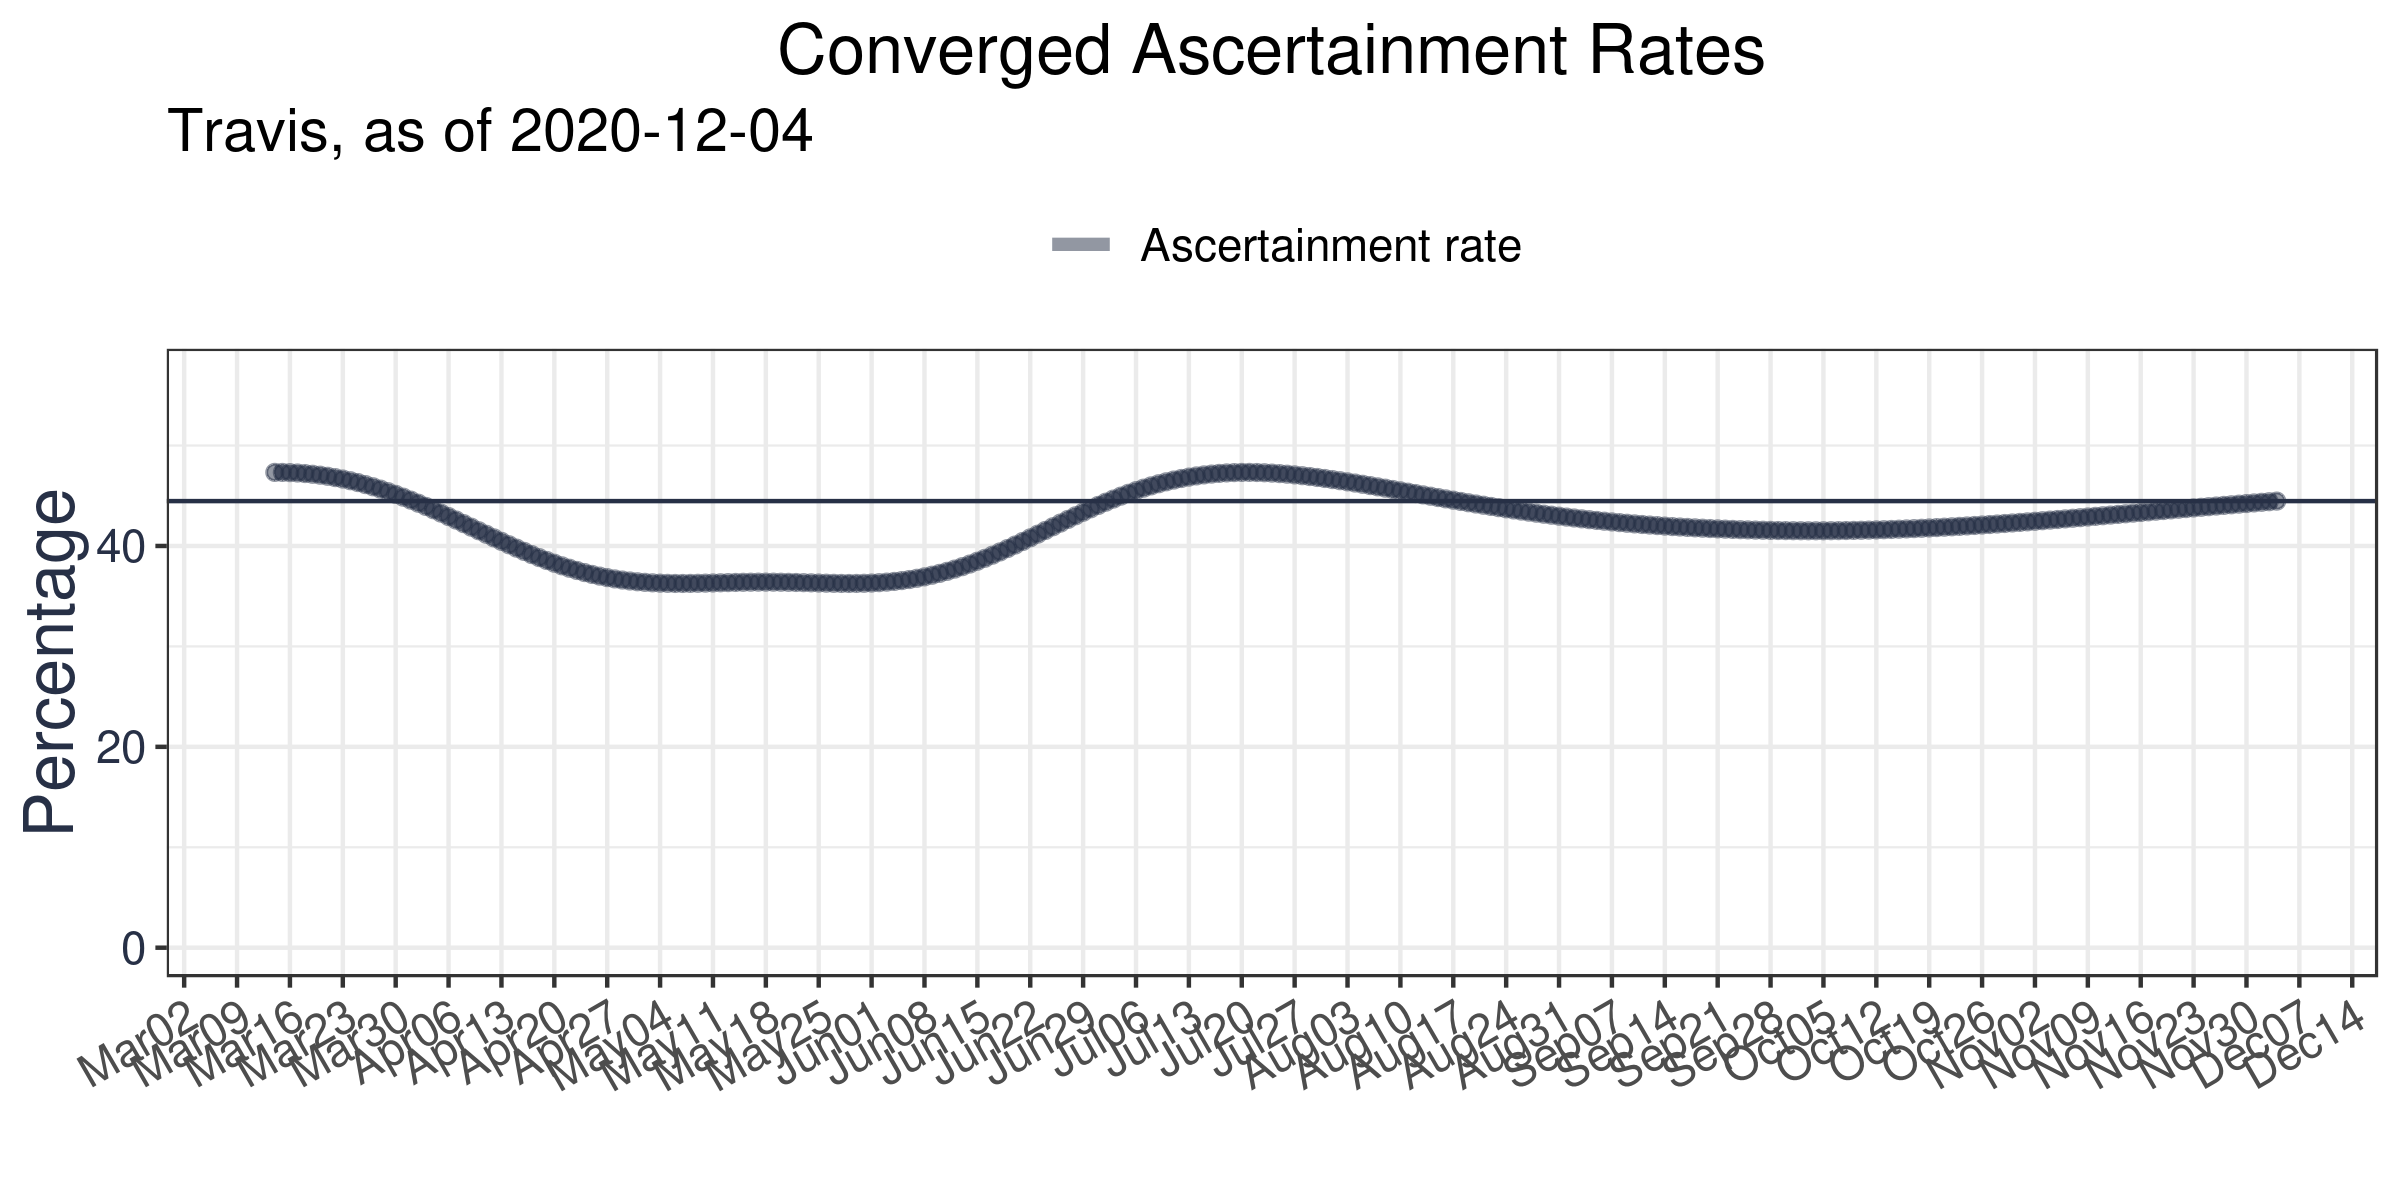 Converged Ascertainment Rates
Travis, as of 2020-12-04
Ascertainment rate
Percentage
40
20
0
Mar02
Mar09
Mar16
Mar23
Mar30
Apr06
Apr13
Apr20
Apr27
May04
May11
May18
May25
Jun01
Jun08
Jun15
Jun22
Jun29
Jul06
Jul13
Jul20
Jul27
Aug03
Aug10
Aug17
Aug24
Aug31
Sep07
Sep14
Sep21
Sep28
Oct05
Oct12
Oct19
Oct26
Nov02
Nov09
Nov16
Nov23
Nov30
Dec07
Dec14